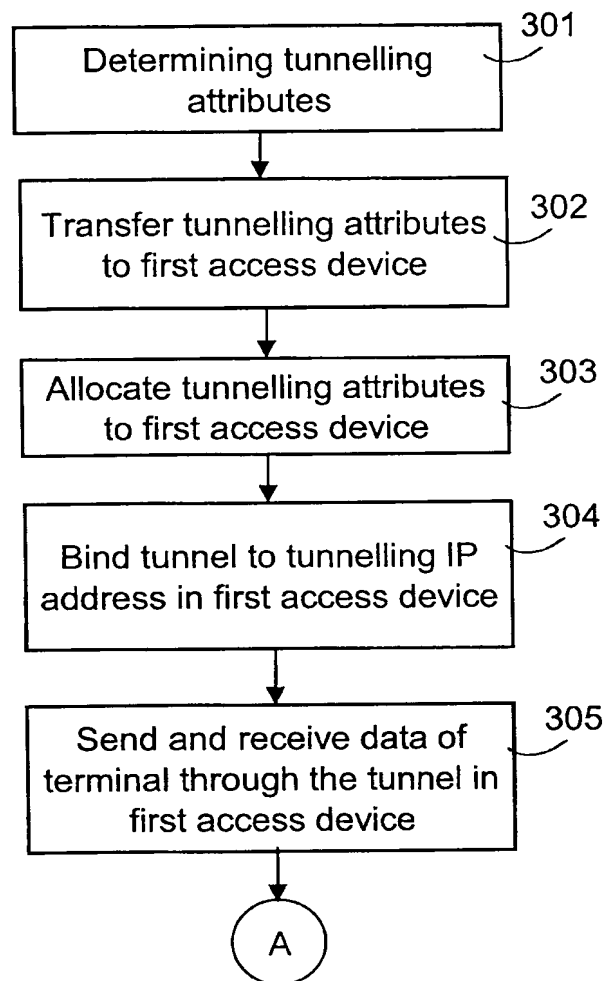 301
Determining tunnelling
attributes
302
Transfer tunnelling attributes
to first access device
303
Allocate tunnelling attributes
to first access device
304
Bind tunnel to tunnelling IP
address in first access device
305
Send and receive data of
terminal through the tunnel in
first access device
A